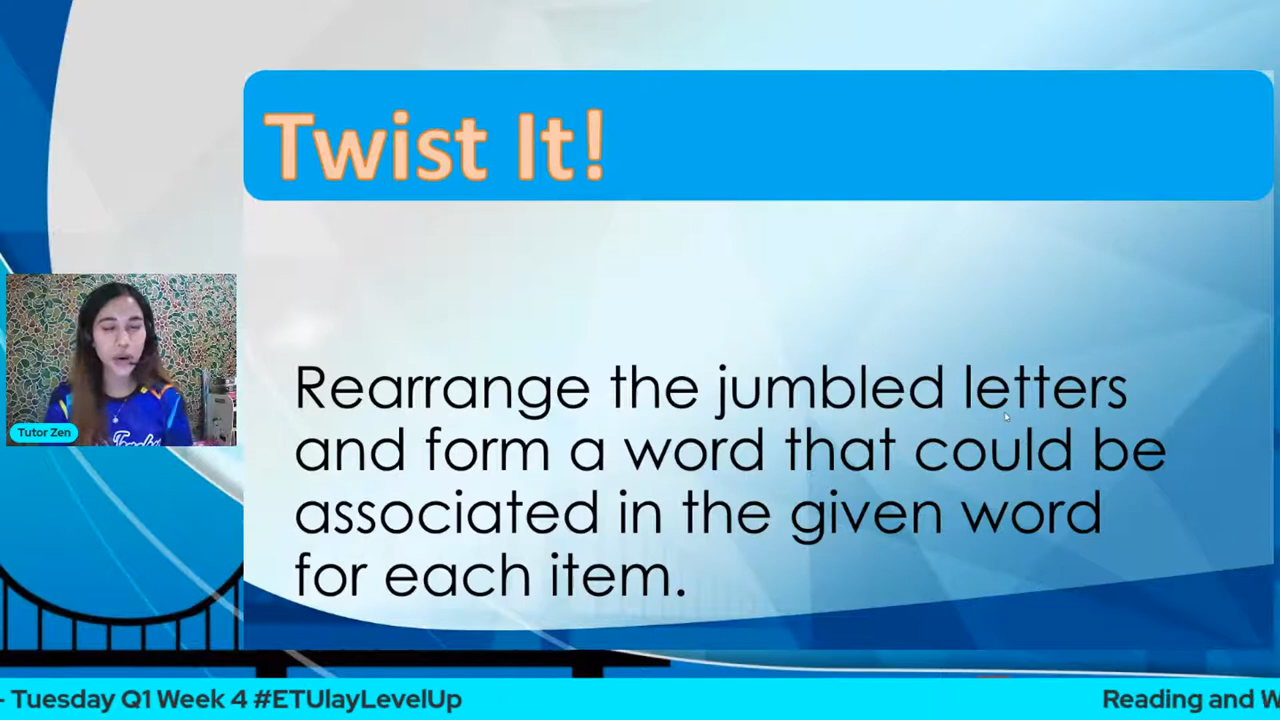 Twist It!
Rearrange the jumbled letters
and form a word that could be
associated in the given word
for each item.
Tutor Zen
- Tuesday Q1 Week 4 #ETUlayLevelUp
Reading and W